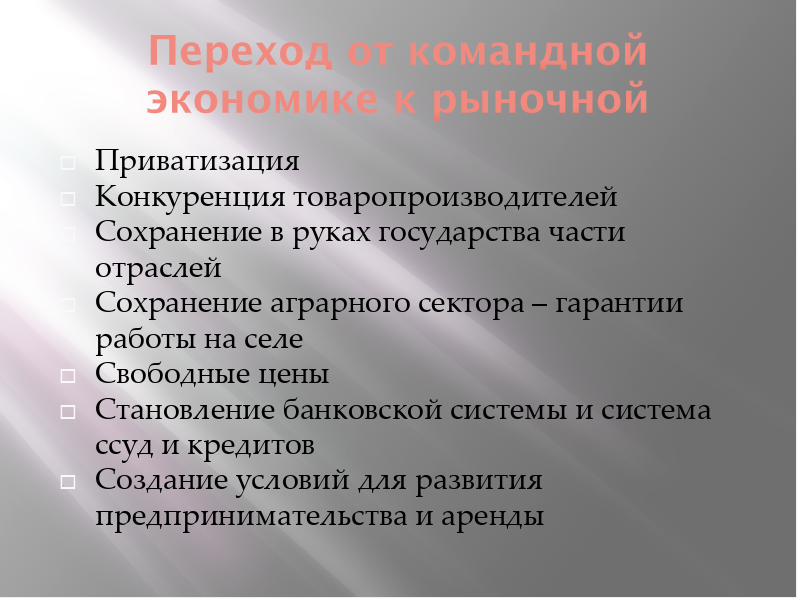 Переход от командной
экономике к рыночной
Приватизация
Конкуренция товаропроизводителей
Сохранение в руках государства части
отраслей
Сохранение аграрного сектора – гарантии
работы на селе
Свободные цены
Становление банковской системы и система
ссуд и кредитов
Создание условий для развития
предпринимательства и аренды